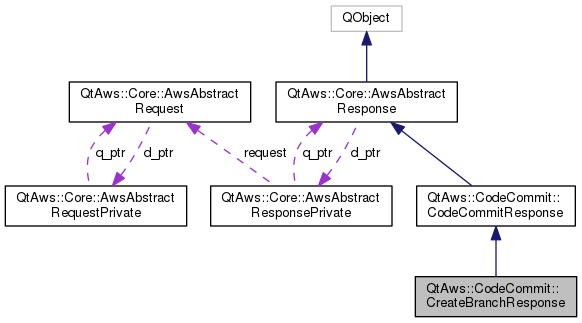 QObject
QtAws::Core::AwsAbstract
Request
QtAws::Core::AwsAbstract
Response
q_ptr
d_ptr
request
q_ptr
d_ptr
QtAws::Core::AwsAbstract
RequestPrivate
QtAws::Core::AwsAbstract
ResponsePrivate
QtAws::CodeCommit::
CodeCommitResponse
QtAws::CodeCommit::
CreateBranchResponse